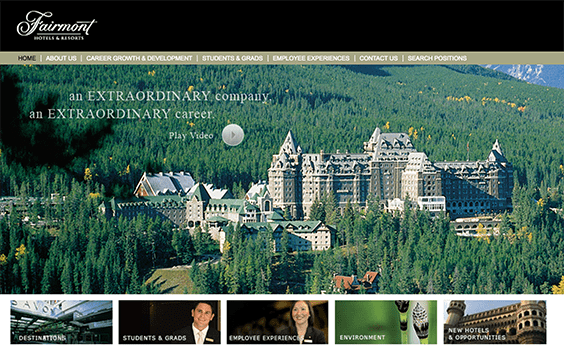 Fairmont
HOTELS & RESORTS
HOME | ABOUT US | CAREER GROWTH & DEVELOPMENT | STUDENTS & GRADS | EMPLOYEE EXPERIENCES | CONTACT US | SEARCH POSITIONS
an EXTRAORDINARY company
an EXTRAORDINARY career
Play Video
SAVOY
DESTINATIONS
STUDENTS & GRADS
EMPLOYEE EXPERIENCES
ENVIRONMENT
NEW HOTELS
& OPPORTUNITIES